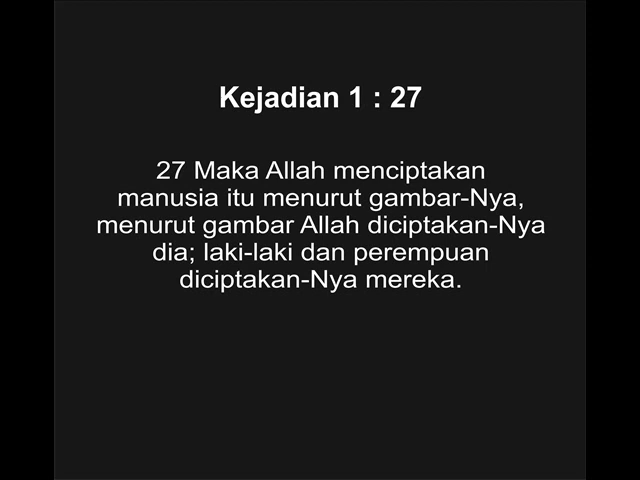 Kejadian 1 : 27
27 Maka Allah menciptakan
manusia itu menurut gambar-Nya,
menurut gambar Allah diciptakan-Nya
dia; laki-laki dan perempuan
diciptakan-Nya mereka.